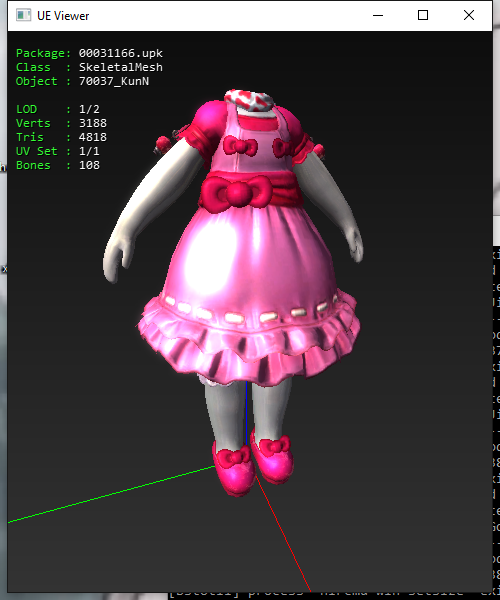 UE Viewer
Package: 00031166.upk
Class  : SkeletalMesh
Object : 70037_KunN
LOD    : 1/2
Verts  : 3188
Tris   : 4818
UV Set : 1/1
Bones  : 108